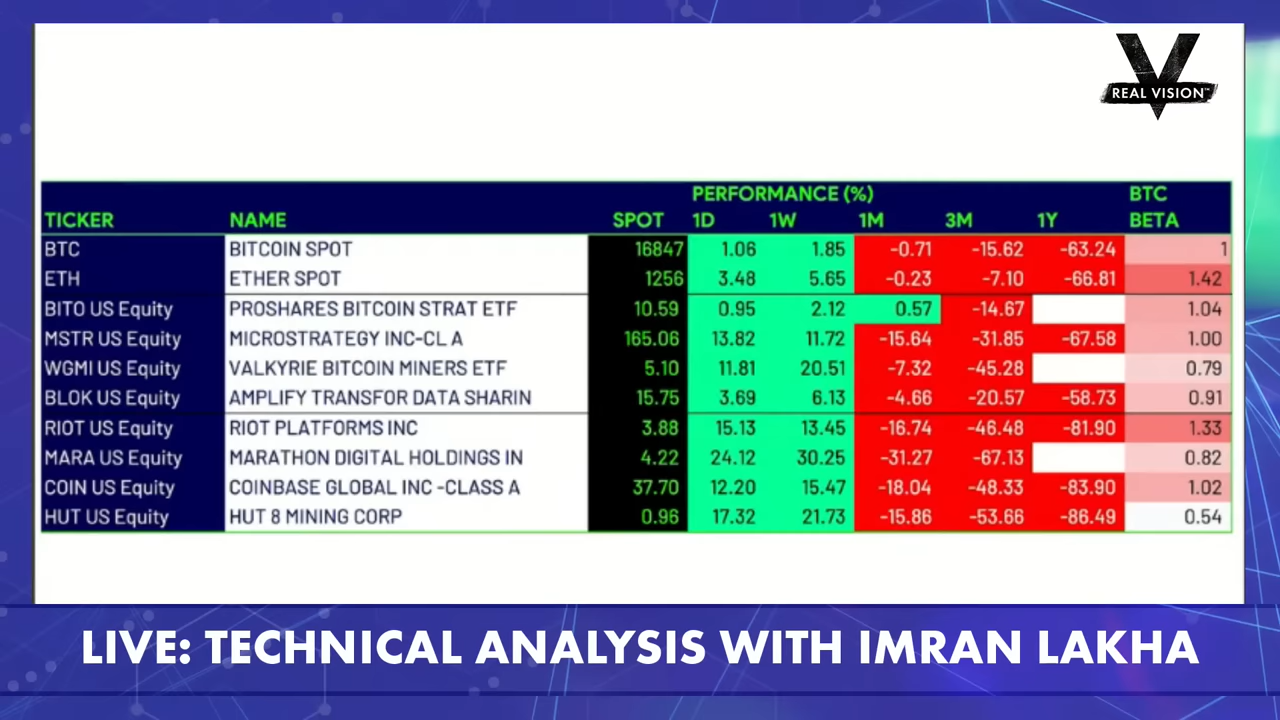 REAL VISION™
PERFORMANCE (%) BTC
TICKER NAME SPOT 1D 1W 1M 3M 1Y BETA
BTC BITCOIN SPOT 16847 1.06 1.85 -0.71 -15.62 -63.24 1
ETH ETHER SPOT 1256 3.48 5.65 -0.23 -7.10 -66.81 1.42
BITO US Equity PROSHARES BITCOIN STRAT ETF 10.59 0.95 2.12 0.57 -14.67 1.04
MSTR US Equity MICROSTRATEGY INC-CL A 165.06 13.82 11.72 -15.64 -31.85 -67.58 1.00
WGMI US Equity VALKYRIE BITCOIN MINERS ETF 5.10 11.81 20.51 -7.32 -45.28 0.79
BLOK US Equity AMPLIFY TRANSFOR DATA SHARIN 15.75 3.69 6.13 -4.66 -20.57 -58.73 0.91
RIOT US Equity RIOT PLATFORMS INC 3.88 15.13 13.45 -16.74 -46.48 -81.90 1.33
MARA US Equity MARATHON DIGITAL HOLDINGS IN 4.22 24.12 30.25 -31.27 -67.13 0.82
COIN US Equity COINBASE GLOBAL INC -CLASS A 37.70 12.20 15.47 -18.04 -48.33 -83.90 1.02
HUT US Equity HUT 8 MINING CORP 0.96 17.32 21.73 -15.86 -53.66 -86.49 0.54
LIVE: TECHNICAL ANALYSIS WITH IMRAN LAKHA